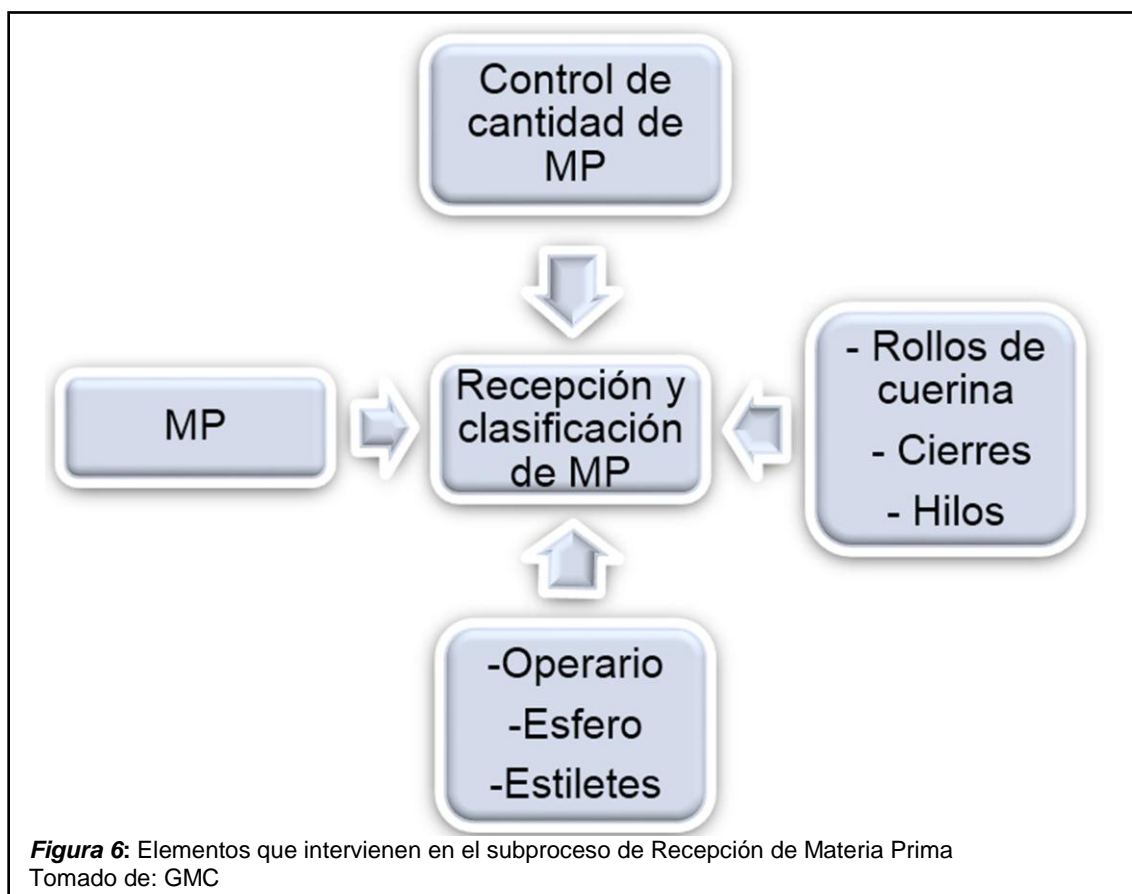 Control de
cantidad de
MP
MP
Recepción y
clasificación
de MP
- Rollos de
cuerina
- Cierres
- Hilos
-Operario
-Esfero
-Estiletes
Figura 6: Elementos que intervienen en el subproceso de Recepción de Materia Prima
Tomado de: GMC